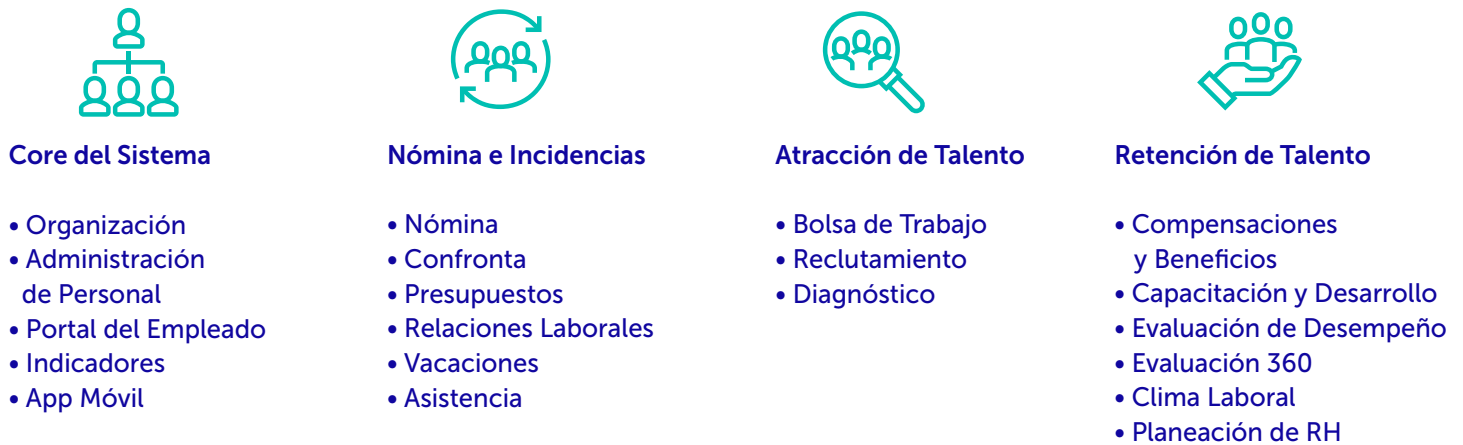 Core del Sistema
• Organización
• Administración
de Personal
• Portal del Empleado
• Indicadores
• App Móvil
Nómina e Incidencias
• Nómina
• Confronta
• Presupuestos
• Relaciones Laborales
• Vacaciones
• Asistencia
Atracción de Talento
• Bolsa de Trabajo
• Reclutamiento
• Diagnóstico
Retención de Talento
• Compensaciones
y Beneficios
• Capacitación y Desarrollo
• Evaluación de Desempeño
• Evaluación 360
• Clima Laboral
• Planeación de RH